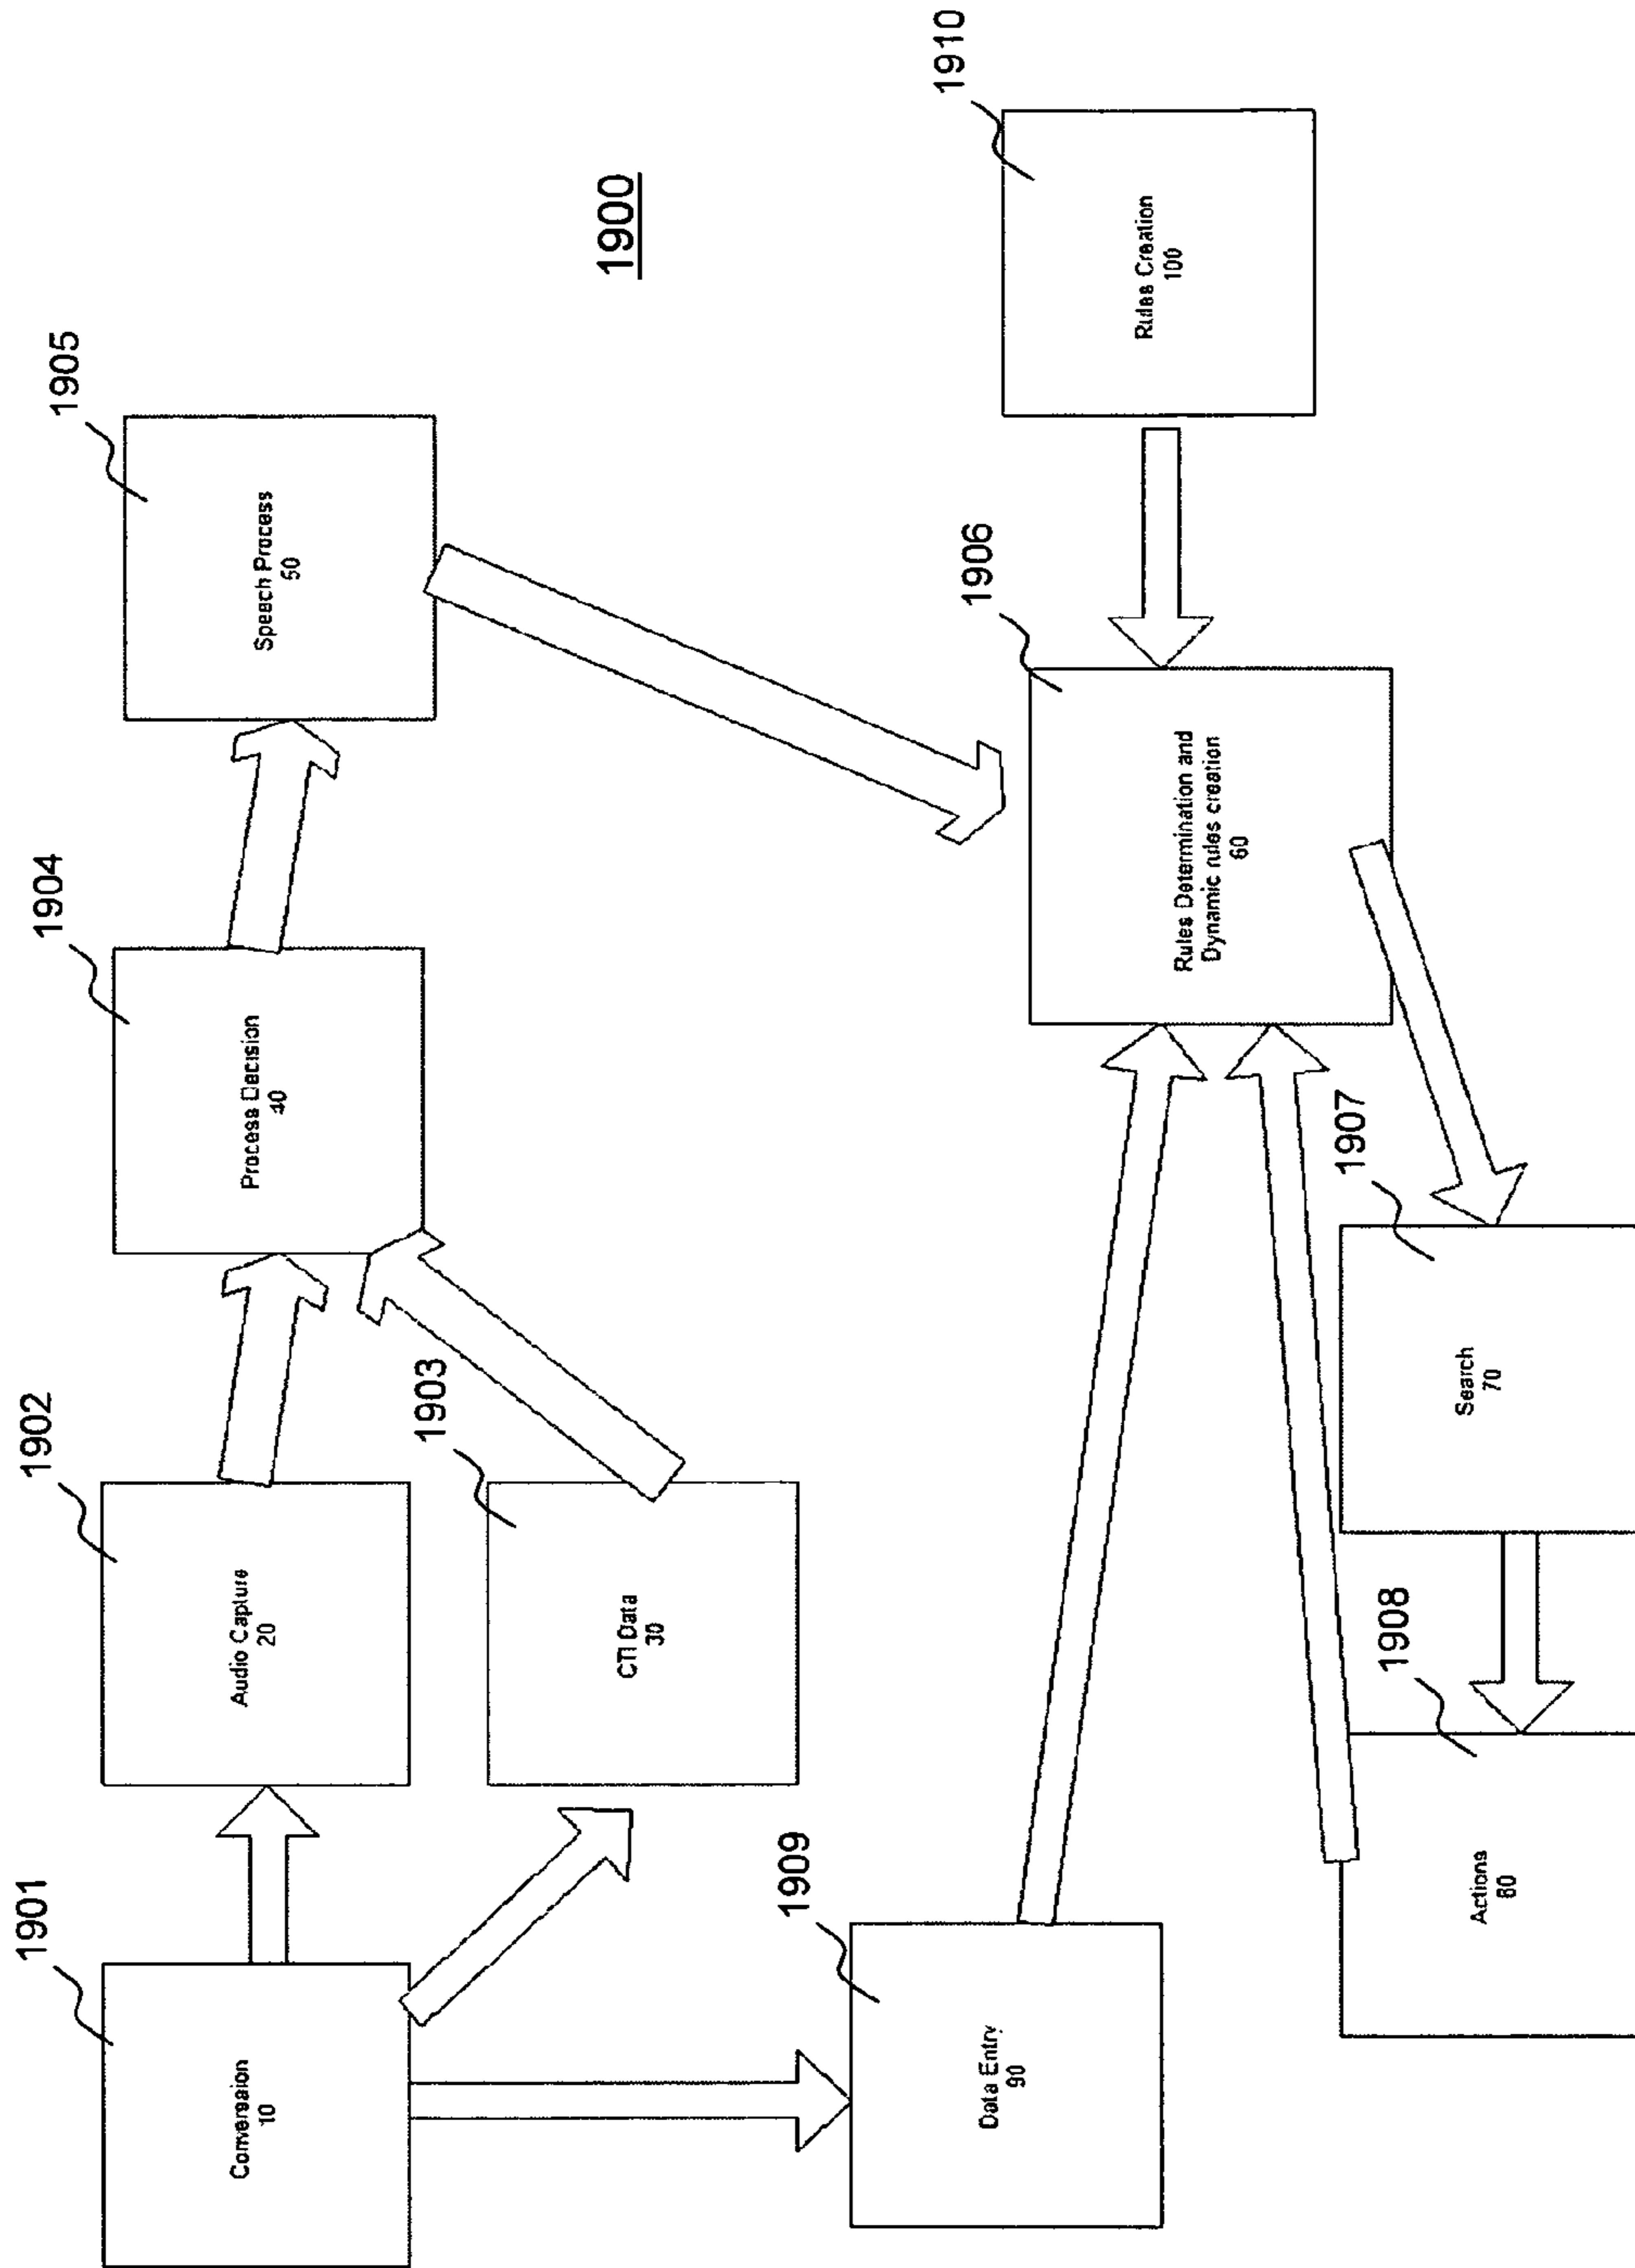 1901
Conversion
10
1902
Audio Capture
20
1904
Process Decision
40
1905
Speech Process
50
1903
CTI Data
30
1900
1909
Data Entry
90
1906
Rules Determination and
Dynamic rules creation
60
1910
Rules Creation
100
1908
Actions
80
1907
Search
70